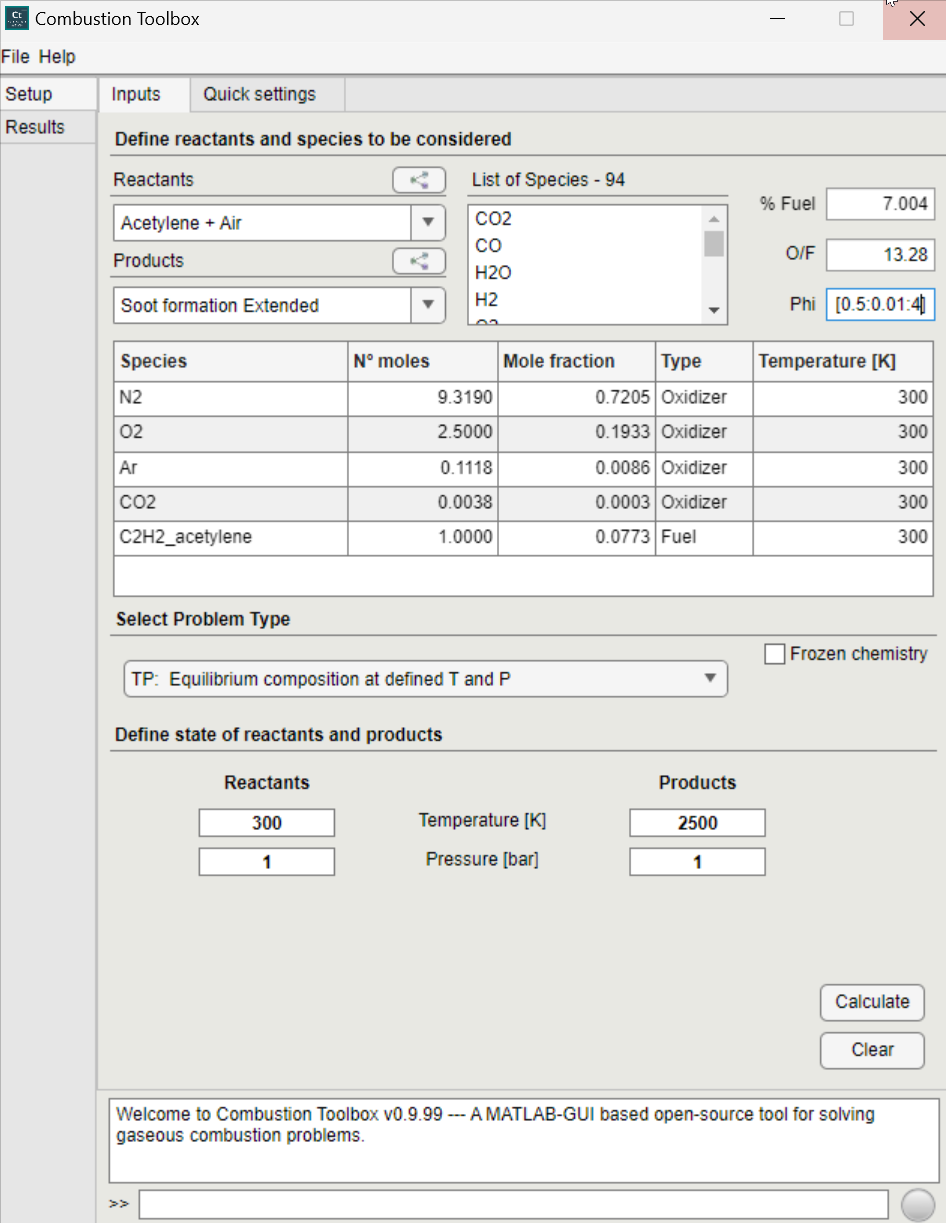 Ct
Combustion Toolbox
File Help
Setup
Results
Inputs
Quick settings
Define reactants and species to be considered
Reactants
Acetylene + Air
Products
Soot formation Extended
List of Species - 94
CO2
CO
H2O
H2
O2
% Fuel 7.004
O/F 13.28
Phi [0.5:0.01:4]
Species N° moles Mole fraction Type Temperature [K]
N2 9.3190 0.7205 Oxidizer 300
O2 2.5000 0.1933 Oxidizer 300
Ar 0.1118 0.0086 Oxidizer 300
CO2 0.0038 0.0003 Oxidizer 300
C2H2_acetylene 1.0000 0.0773 Fuel 300
Select Problem Type
Frozen chemistry
TP: Equilibrium composition at defined T and P
Define state of reactants and products
Reactants Products
300 Temperature [K] 2500
1 Pressure [bar] 1
Calculate
Clear
Welcome to Combustion Toolbox v0.9.99 --- A MATLAB-GUI based open-source tool for solving
gaseous combustion problems.
>>